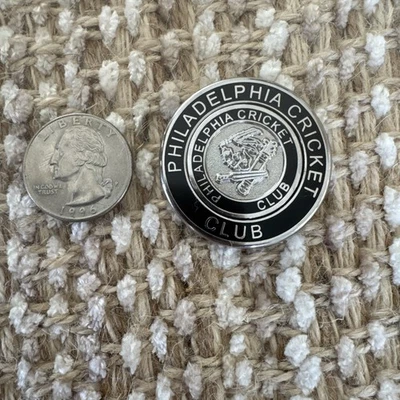 LIBERTY
IN GOD WE
TRUST
PHILADELPHIA CRICKET
CLUB
PHILADELPHIA CRICKET
CLUB